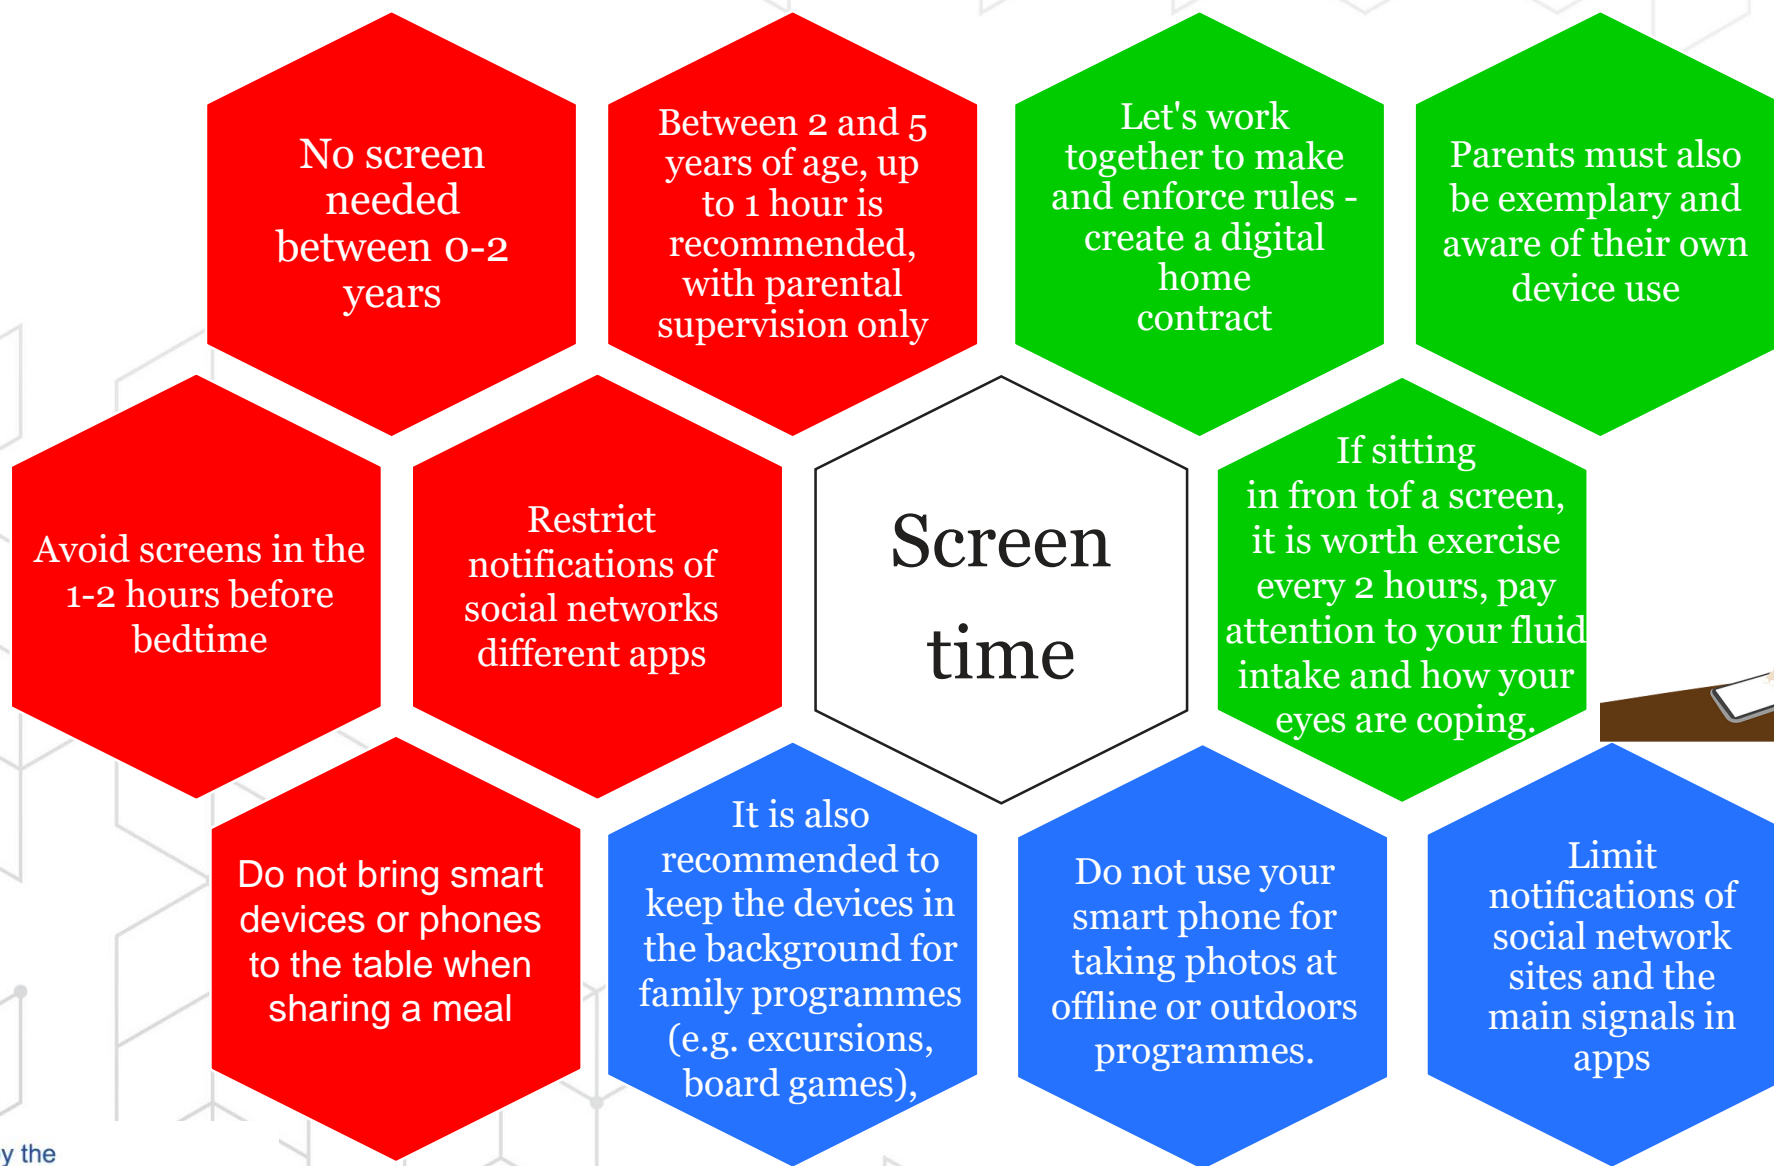 No screen
needed
between 0-2
years
Between 2 and 5
years of age, up
to 1 hour is
recommended,
with parental
supervision only
Let's work
together to make
and enforce rules -
create a digital
home
contract
Parents must also
be exemplary and
aware of their own
device use
Avoid screens in the
1-2 hours before
bedtime
Restrict
notifications of
social networks
different apps
Screen
time
If sitting
in fron tof a screen,
it is worth exercise
every 2 hours, pay
attention to your fluid
intake and how your
eyes are coping.
Do not bring smart
devices or phones
to the table when
sharing a meal
It is also
recommended to
keep the devices in
the background for
family programmes
(e.g. excursions,
board games),
Do not use your
smart phone for
taking photos at
offline or outdoors
programmes.
Limit
notifications of
social network
sites and the
main signals in
apps
the